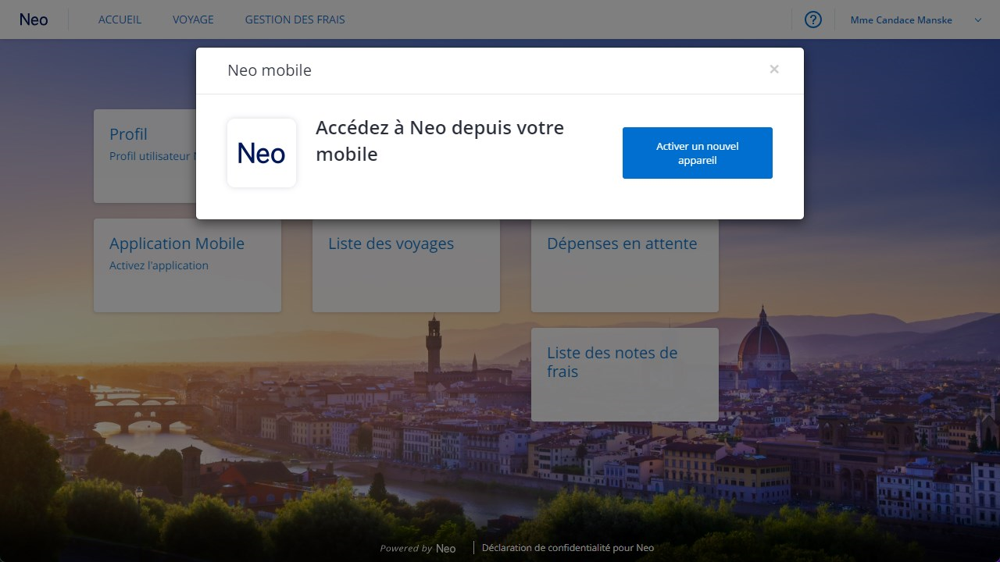 Neo
ACCUEIL
VOYAGE
GESTION DES FRAIS
Mme Candace Manske
Neo mobile
×
Neo
Accédez à Neo depuis votre
mobile
Activer un nouvel
appareil
Profil
Profil utilisateur
Application Mobile
Activez l'application
Liste des voyages
Dépenses en attente
Liste des notes de
frais
Powered by Neo
Déclaration de confidentialité pour Neo